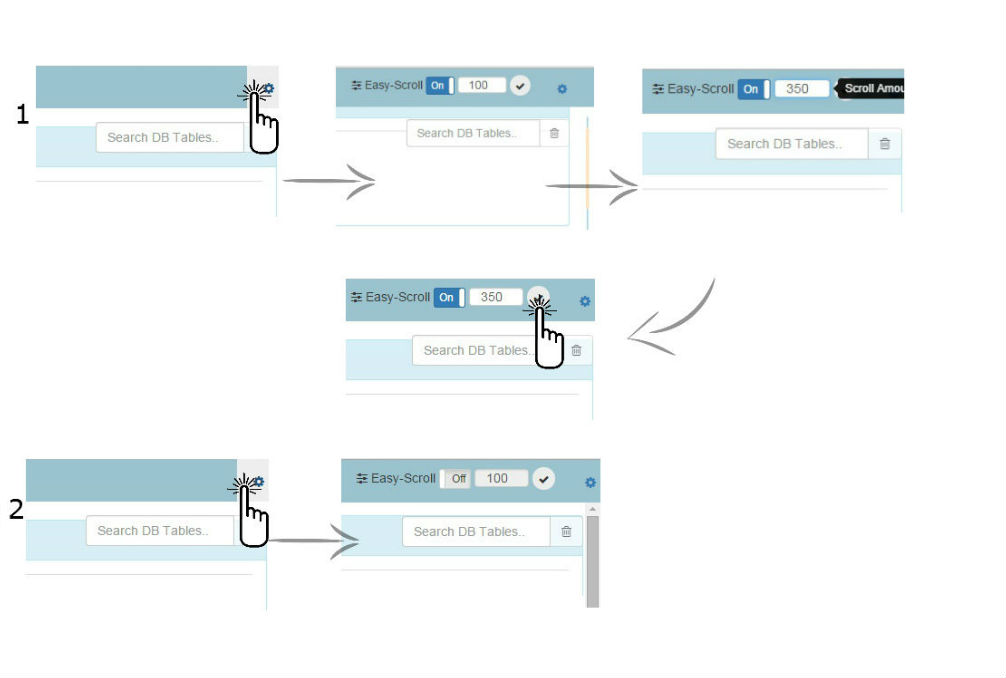 1
Search DB Tables..
Easy-Scroll On 100
Search DB Tables..
Easy-Scroll On 350 Scroll Amou
Search DB Tables..
Easy-Scroll On 350
Search DB Tables..
2
Search DB Tables..
Easy-Scroll Off 100
Search DB Tables..